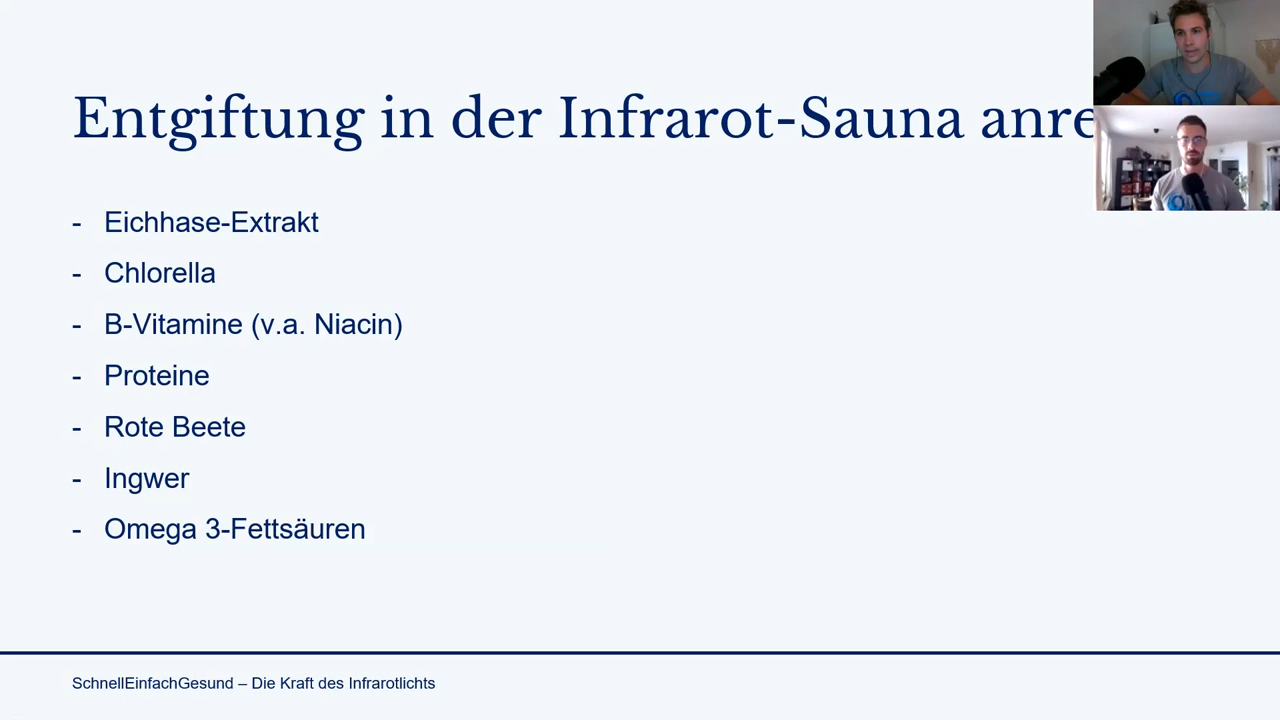 Entgiftung in der Infrarot-Sauna anre
- Eichhase-Extrakt
- Chlorella
- B-Vitamine (v.a. Niacin)
- Proteine
- Rote Beete
- Ingwer
- Omega 3-Fettsäuren
SchnellEinfachGesund – Die Kraft des Infrarotlichts